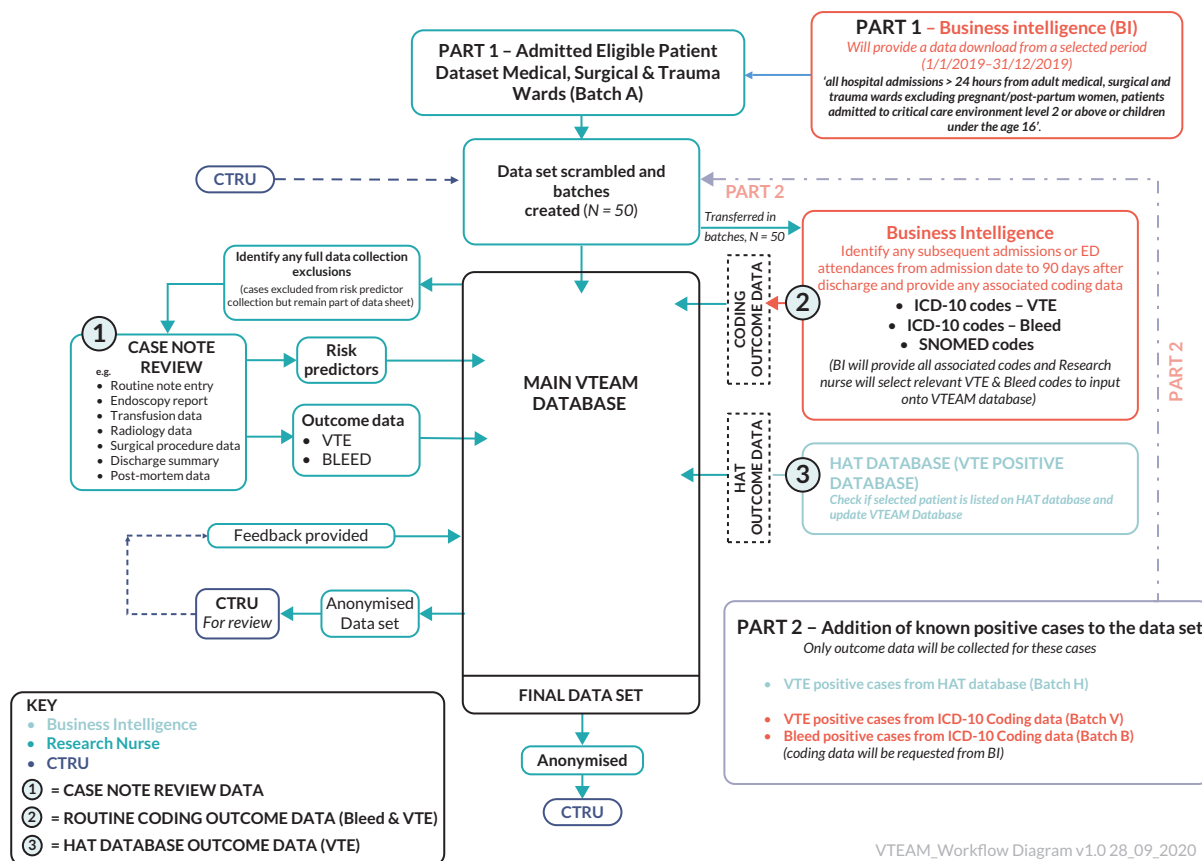 PART 1 – Admitted Eligible Patient
Dataset Medical, Surgical & Trauma
Wards (Batch A)
PART 1 – Business intelligence (BI)
Will provide a data download from a selected period
(1/1/2019–31/12/2019)
‘all hospital admissions > 24 hours from adult medical, surgical and
trauma wards excluding pregnant/post-partum women, patients
admitted to critical care environment level 2 or above or children
under the age 16’.
CTRU
Data set scrambled and
batches
created (N = 50)
PART 2
Transferred in
batches, N = 50
Business Intelligence
Identify any subsequent admissions or ED
attendances from admission date to 90 days after
discharge and provide any associated coding data
• ICD-10 codes – VTE
• ICD-10 codes – Bleed
• SNOMED codes
(BI will provide all associated codes and Research
nurse will select relevant VTE & Bleed codes to input
onto VTEAM database)
2
CODING
OUTCOME DATA
PART 2
Identify any full data collection
exclusions
(cases excluded from risk predictor
collection but remain part of data sheet)
1
CASE NOTE
REVIEW
e.g.
• Routine note entry
• Endoscopy report
• Transfusion data
• Radiology data
• Surgical procedure data
• Discharge summary
• Post-mortem data
Risk
predictors
Outcome data
• VTE
• BLEED
MAIN VTEAM
DATABASE
HAT
OUTCOME DATA
3
HAT DATABASE (VTE POSITIVE
DATABASE)
Check if selected patient is listed on HAT database and
update VTEAM Database
Feedback provided
CTRU
For review
Anonymised
Data set
FINAL DATA SET
Anonymised
CTRU
PART 2 – Addition of known positive cases to the data set
Only outcome data will be collected for these cases
• VTE positive cases from HAT database (Batch H)
• VTE positive cases from ICD-10 Coding data (Batch V)
• Bleed positive cases from ICD-10 Coding data (Batch B)
(coding data will be requested from BI)
KEY
• Business Intelligence
• Research Nurse
• CTRU
1 = CASE NOTE REVIEW DATA
2 = ROUTINE CODING OUTCOME DATA (Bleed & VTE)
3 = HAT DATABASE OUTCOME DATA (VTE)
VTEAM_Workflow Diagram v1.0 28_09_2020